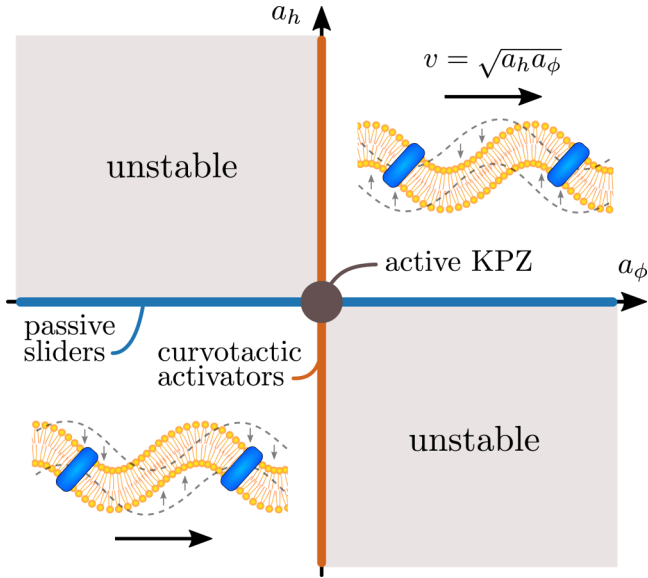 a_h
v = √a_h a_ϕ
unstable
active KPZ
a_ϕ
passive
sliders
curvotactic
activators
unstable